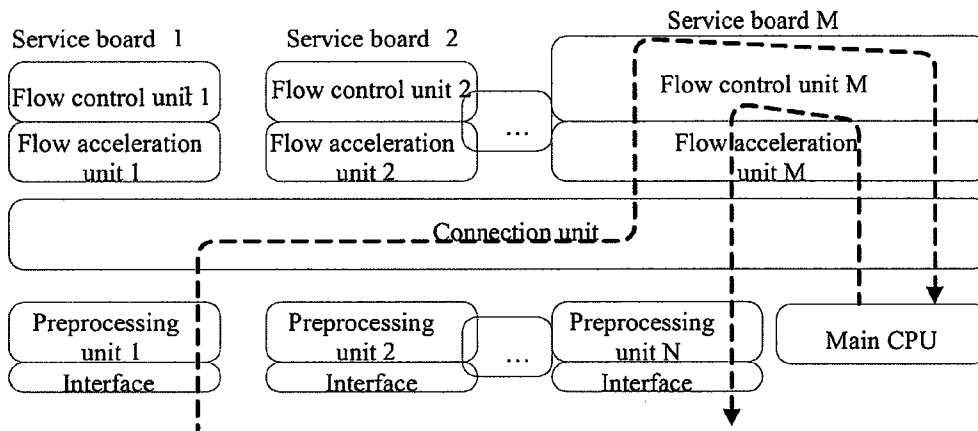 Service board 1
Service board 2
Service board M
Flow control unit 1
Flow control unit 2
Flow control unit M
...
Flow acceleration
unit 1
Flow acceleration
unit 2
Flow acceleration
unit M
Connection unit
Preprocessing
unit 1
Preprocessing
unit 2
...
Preprocessing
unit N
Main CPU
Interface
Interface
Interface